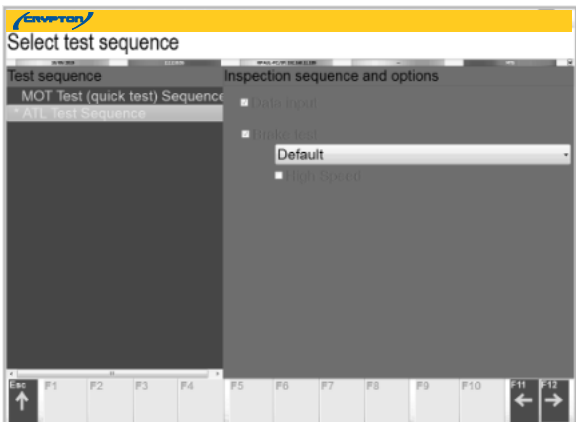 CRYPTON
Select test sequence
Test sequence
Inspection sequence and options
MOT Test (quick test) Sequence
* ATL Test Sequence
Data input
Brake test
Default
High Speed
Esc F1 F2 F3 F4 F5 F6 F7 F8 F9 F10 F11 F12